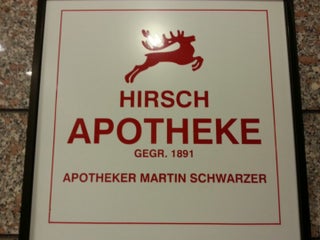 HIRSCH
APOTHEKE
GEGR. 1891
APOTHEKER MARTIN SCHWARZER